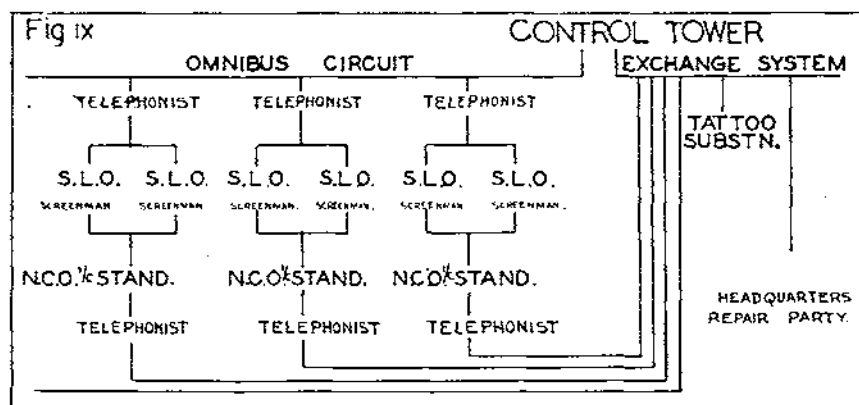 Fig IX
CONTROL TOWER
OMNIBUS CIRCUIT
EXCHANGE SYSTEM
TELEPHONIST TELEPHONIST TELEPHONIST
TATTOO
SUBSTN.
S.L.O. S.L.O. S.L.O. S.L.O. S.L.O. S.L.O.
SCREENMAN SCREENMAN SCREENMAN. SCREENMAN. SCREENMAN SCREENMAN.
N.C.O. I/c STAND. N.C.O I/c STAND. N.C.O I/c STAND.
HEADQUARTERS
REPAIR PARTY.
TELEPHONIST TELEPHONIST TELEPHONIST